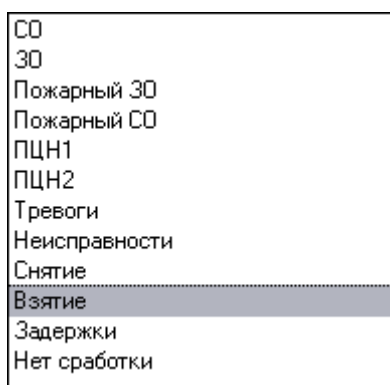 СО
ЗО
Пожарный ЗО
Пожарный СО
ПЦН1
ПЦН2
Тревоги
Неисправности
Снятие
Взятие
Задержки
Нет сработки